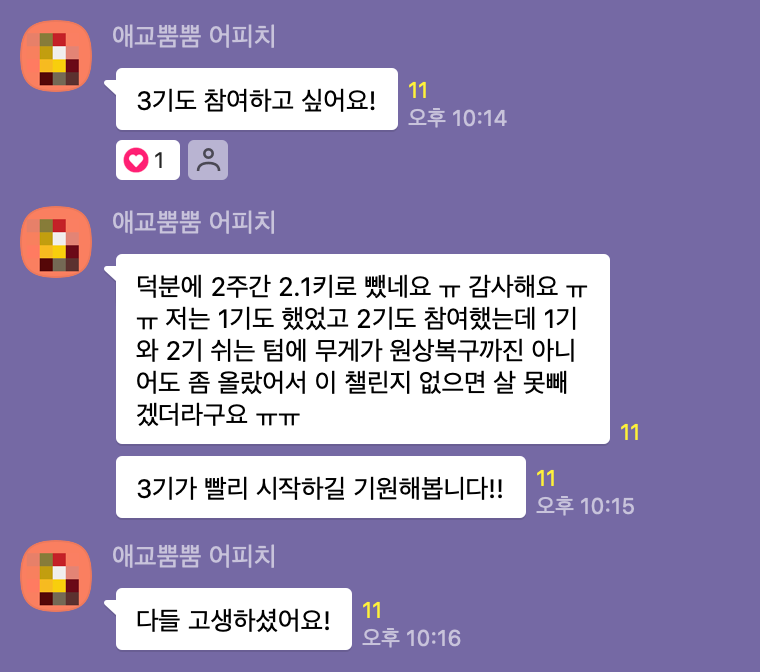 애교뿜뿜 어피치
3기도 참여하고 싶어요!
11
오후 10:14
1
애교뿜뿜 어피치
덕분에 2주간 2.1키로 뺐네요 ㅠ 감사해요 ㅠ
ㅠ 저는 1기도 했었고 2기도 참여했는데 1기
와 2기 쉬는 텀에 무게가 원상복구까진 아니
어도 좀 올랐어서 이 챌린지 없으면 살 못빼
겠더라구요 ㅠㅠ
11
3기가 빨리 시작하길 기원해봅니다!!
11
오후 10:15
애교뿜뿜 어피치
다들 고생하셨어요!
11
오후 10:16